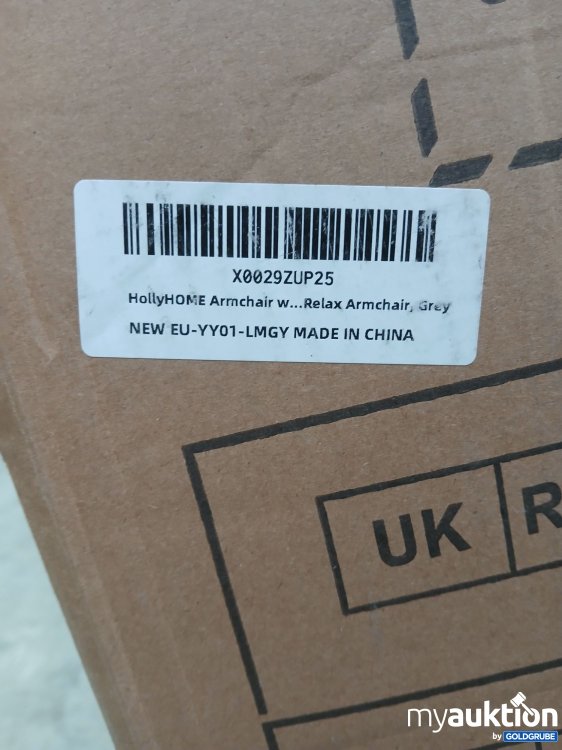 X0029ZUP25
HollyHOME Armchair w...Relax Armchair, Grey
NEW EU-YY01-LMGY MADE IN CHINA
UK
R
myauktion
by GOLDGRUBE